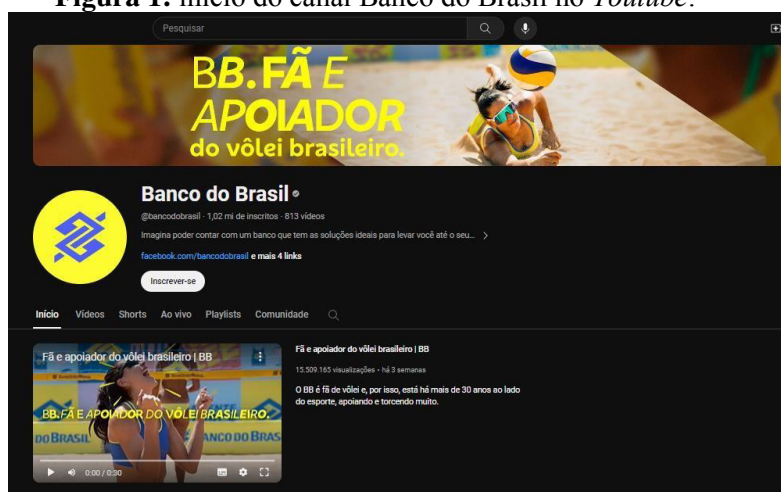 Figura 1: Início do canal Banco do Brasil no Youtube.
Pesquisar
BB.FÃ E
APOIADOR
do vôlei brasileiro.
Banco do Brasil
@bancodobrasil · 1,02 mi de inscritos · 813 vídeos
Imagina poder contar com um banco que tem as soluções ideais para levar você até o seu... >
facebook.com/bancodobrasil e mais 4 links
Inscrever-se
Início Vídeos Shorts Ao vivo Playlists Comunidade
Fã e apoiador do vôlei brasileiro | BB
BB.FÃ E APOIADOR DO VÔLEI BRASILEIRO.
DO BRASIL
ANCO DO BRAS
0:00 / 0:30
Fã e apoiador do vôlei brasileiro | BB
15.509.165 visualizações • há 3 semanas
O BB é fã de vôlei e, por isso, está há mais de 30 anos ao lado
do esporte, apoiando e torcendo muito.